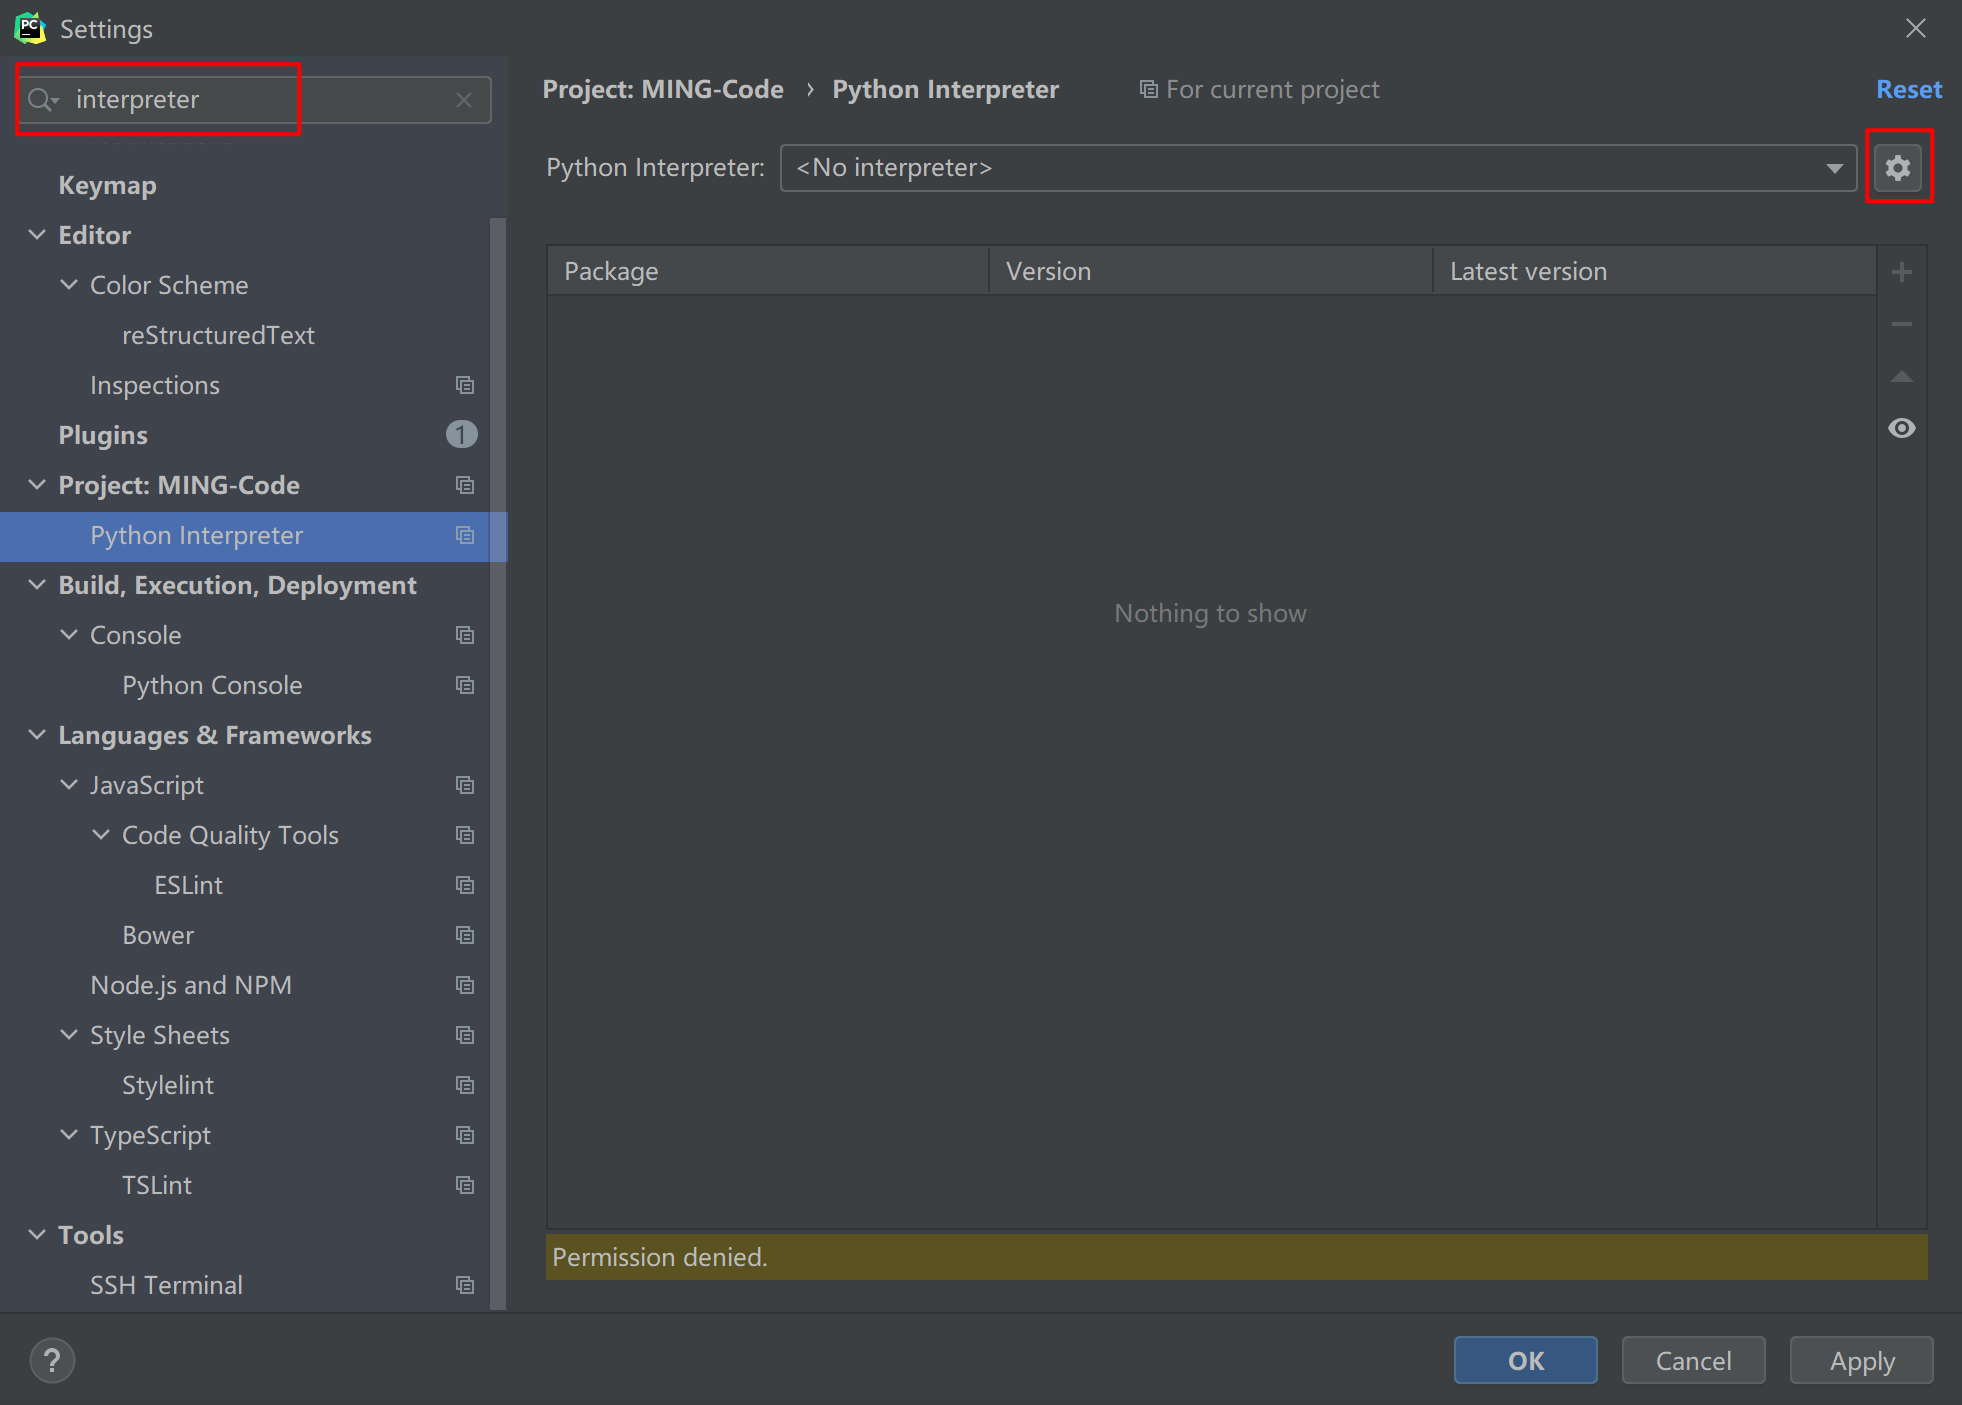 PC
Settings
interpreter
Keymap
Editor
Color Scheme
reStructuredText
Inspections
Plugins
1
Project: MING-Code
Python Interpreter
Build, Execution, Deployment
Console
Python Console
Languages & Frameworks
JavaScript
Code Quality Tools
ESLint
Bower
Node.js and NPM
Style Sheets
Stylelint
TypeScript
TSLint
Tools
SSH Terminal
Project: MING-Code › Python Interpreter
For current project
Reset
Python Interpreter: <No interpreter>
Package Version Latest version
Nothing to show
Permission denied.
?
OK Cancel Apply